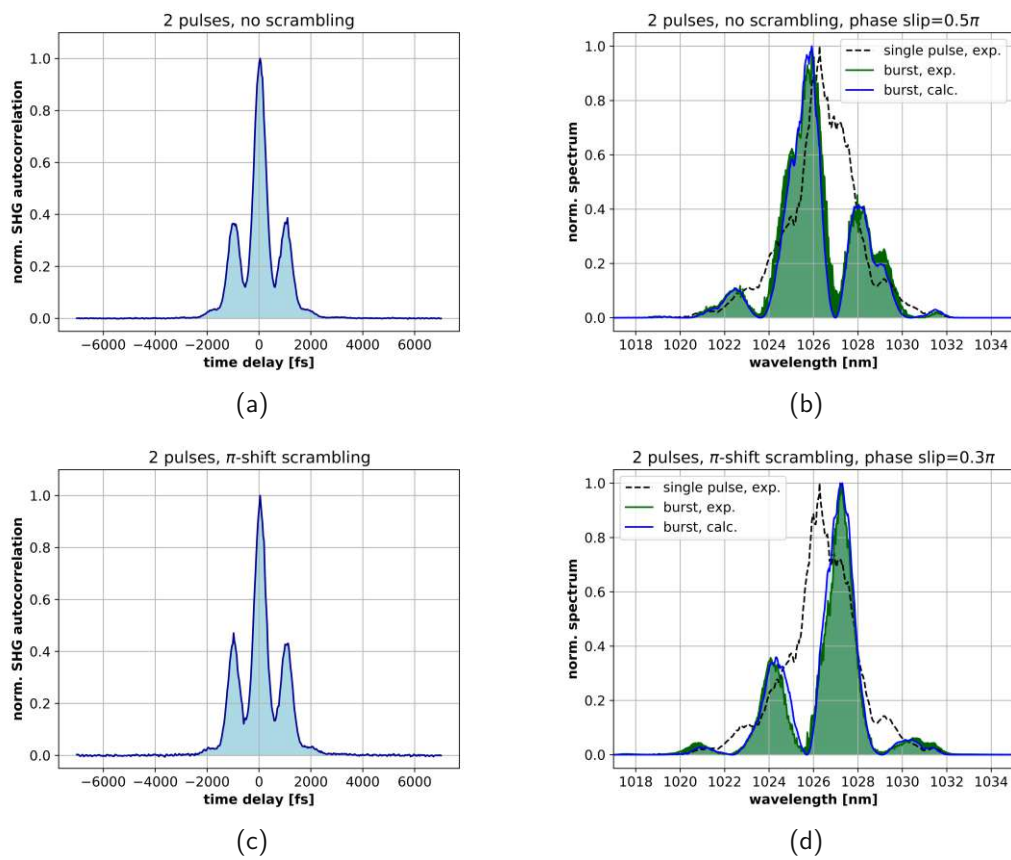 2 pulses, no scrambling
norm. SHG autocorrelation
1.0
0.8
0.6
0.4
0.2
0.0
−6000 −4000 −2000 0 2000 4000 6000
time delay [fs]
(a)
2 pulses, no scrambling, phase slip=0.5π
norm. spectrum
1.0
0.8
0.6
0.4
0.2
0.0
single pulse, exp.
burst, exp.
burst, calc.
1018 1020 1022 1024 1026 1028 1030 1032 1034
wavelength [nm]
(b)
2 pulses, π-shift scrambling
norm. SHG autocorrelation
1.0
0.8
0.6
0.4
0.2
0.0
−6000 −4000 −2000 0 2000 4000 6000
time delay [fs]
(c)
2 pulses, π-shift scrambling, phase slip=0.3π
norm. spectrum
1.0
0.8
0.6
0.4
0.2
0.0
single pulse, exp.
burst, exp.
burst, calc.
1018 1020 1022 1024 1026 1028 1030 1032 1034
wavelength [nm]
(d)